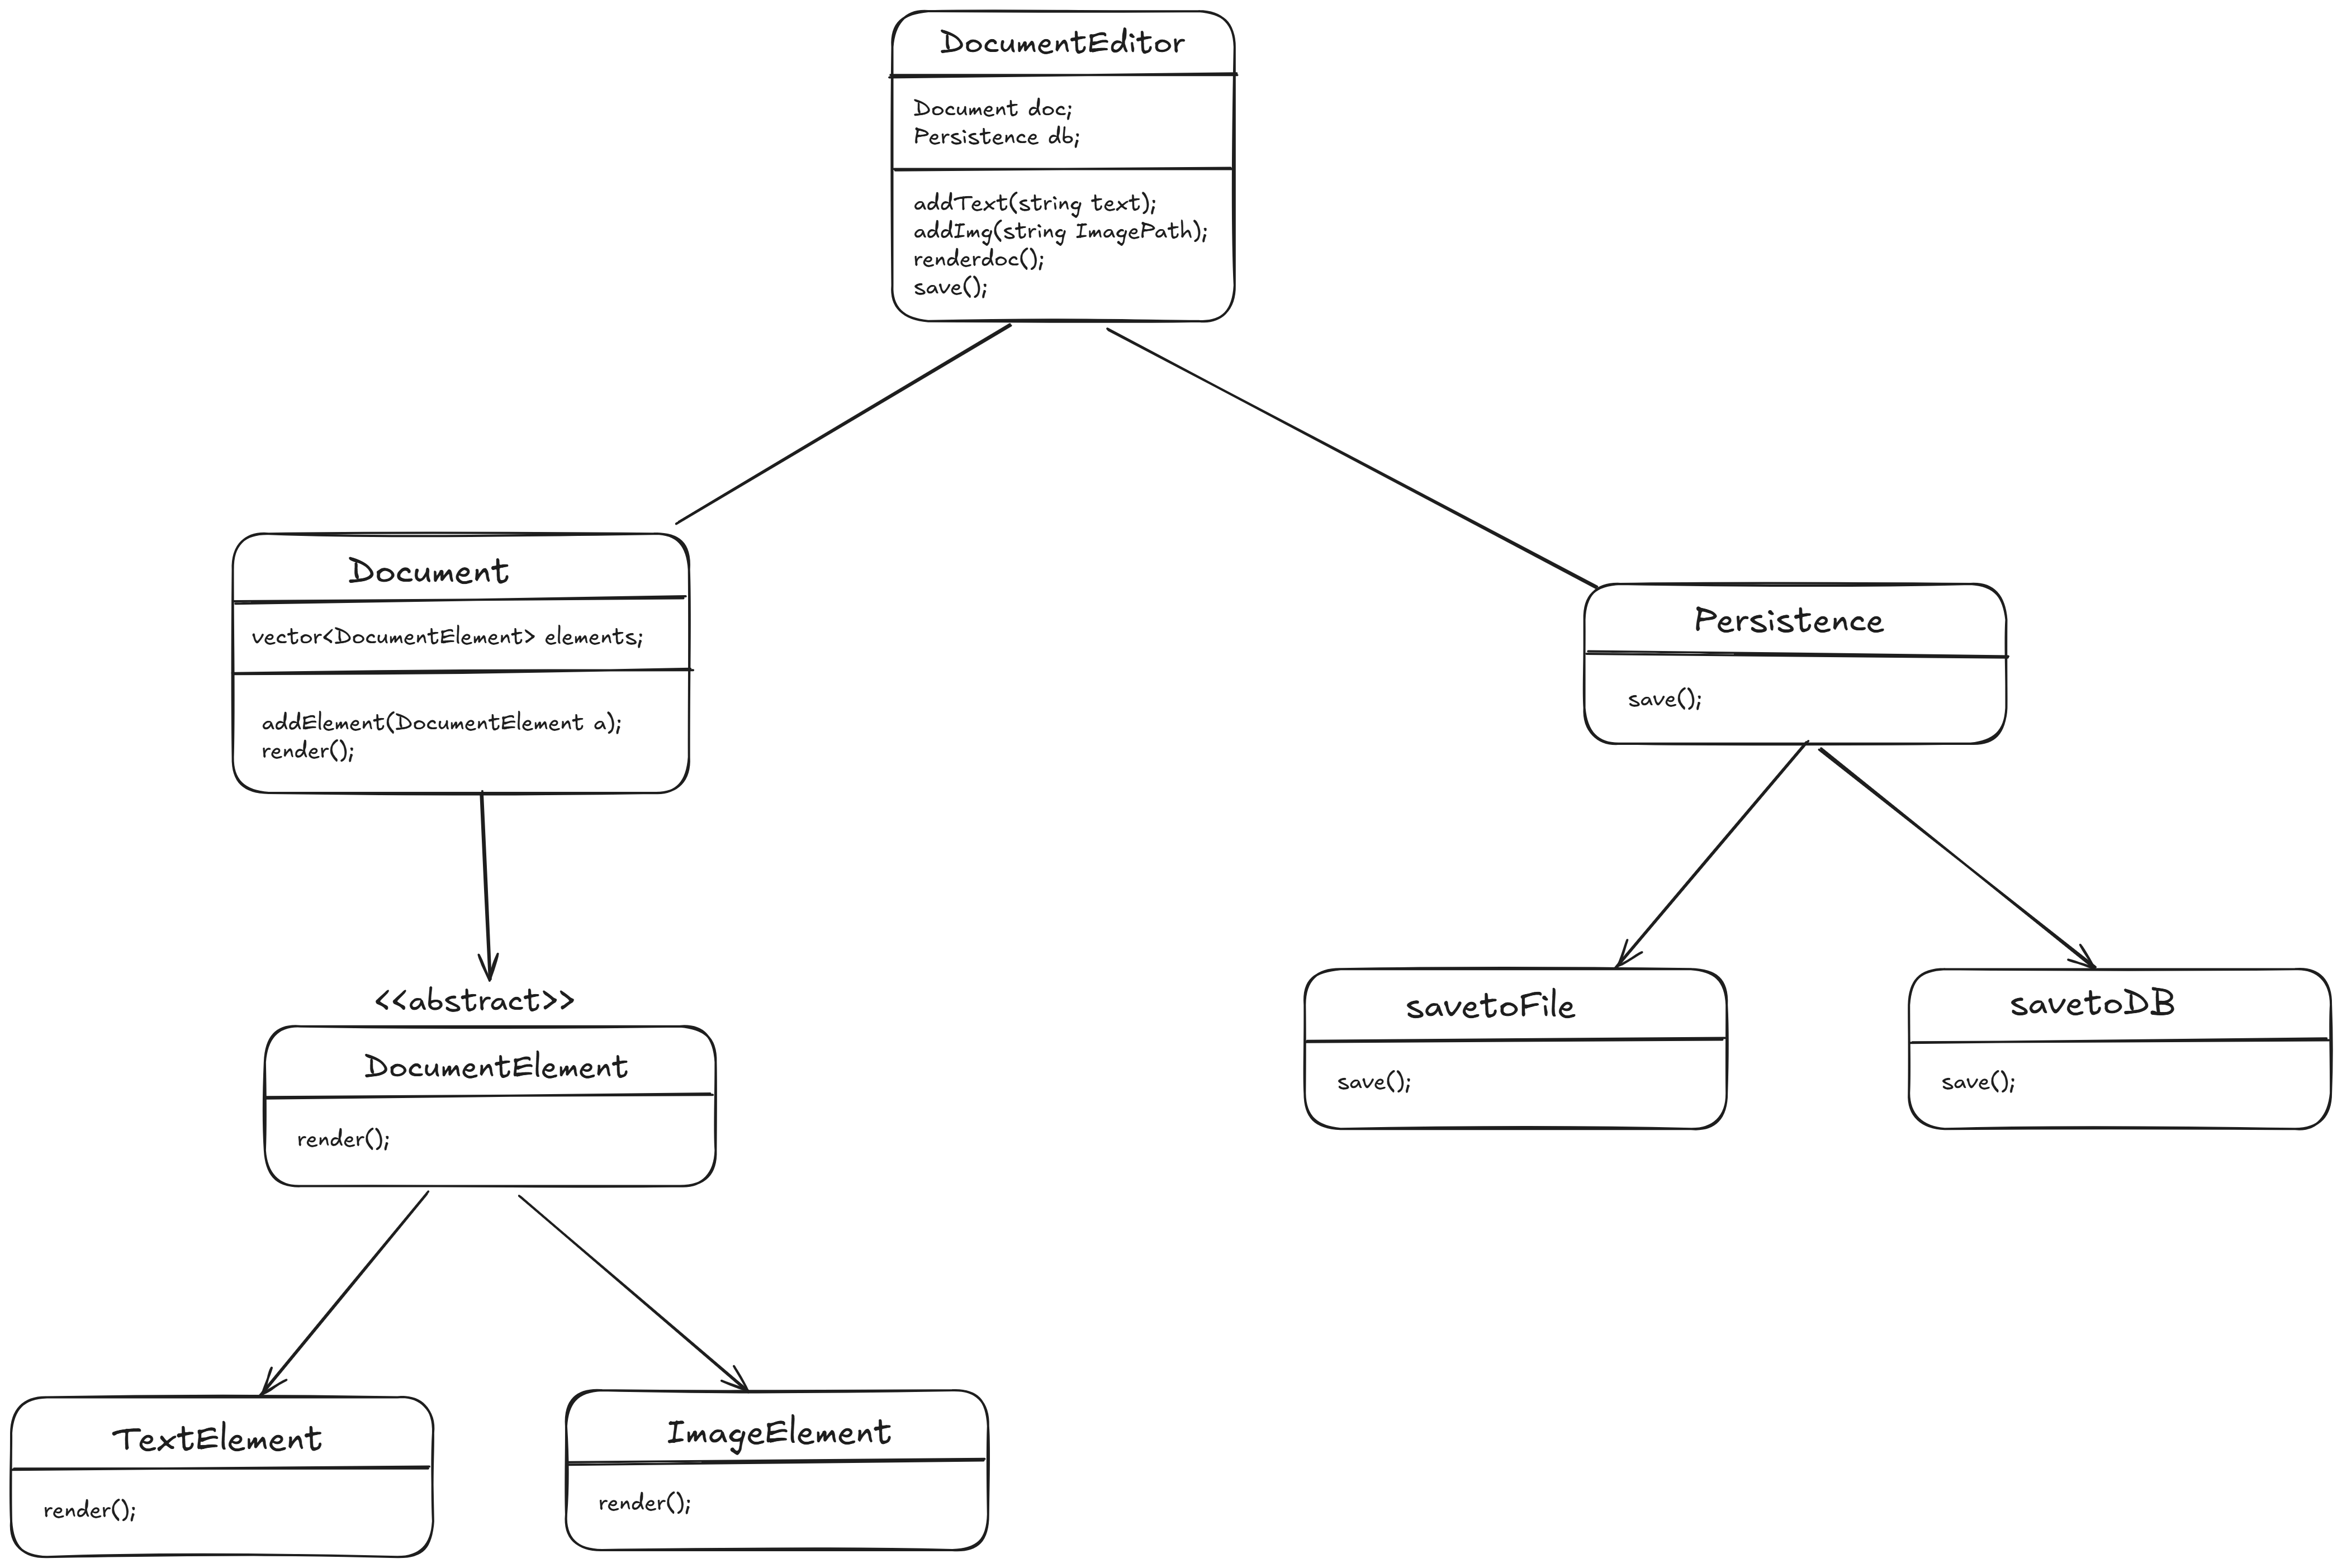 DocumentEditor
Document doc;
Persistence db;
addText(string text);
addImg(string ImagePath);
renderdoc();
save();
Document
vector<DocumentElement> elements;
addElement(DocumentElement a);
render();
Persistence
save();
<<abstract>>
DocumentElement
render();
savetoFile
save();
savetoDB
save();
TextElement
render();
ImageElement
render();